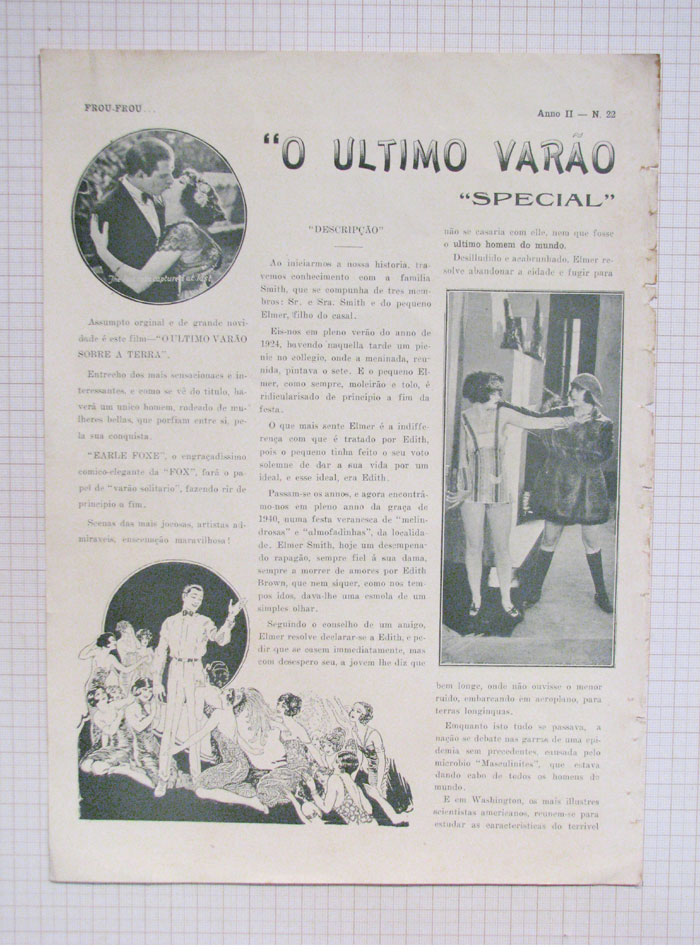 FROU-FROU...
Anno II — N. 22
"O ULTIMO VARÃO
"SPECIAL"
Assumpto orginal e de grande novi-
dade é este film—"O ULTIMO VARÃO
SOBRE A TERRA".
Entrecho dos mais sensacionaes e in-
teressantes, e como se vê do titulo, ha-
verá um unico homem, rodeado de mu-
lheres bellas, que porfiam entre si, pe-
la sua conquista.
"EARLE FOXE", o engraçadissimo
comico-elegante da "FOX", fará o pa-
pel de "varão solitario", fazendo rir de
principio a fim.
Scenas das mais jocosas, artistas ad-
miraveis, enscenação maravilhosa!
"DESCRIPÇÃO"
Ao iniciarmos a nossa historia, tra-
vemos conhecimento com a familia
Smith, que se compunha de tres mem-
bros: Sr. e Sra. Smith e do pequeno
Elmer, filho do casal.
Eis-nos em pleno verão do anno de
1924, havendo naquella tarde um pic-
nic no collegio, onde a meninada, reu-
nida, pintava o sete. E o pequeno El-
mer, como sempre, moleirão e tolo, é
ridicularisado de principio a fim da
festa.
O que mais sente Elmer é a indiffe-
rença com que é tratado por Edith,
pois o pequeno tinha feito o seu voto
solemne de dar a sua vida por um
ideal, e esse ideal, era Edith.
Passam-se os annos, e agora encontrâ-
mo-nos em pleno anno da graça de
1940, numa festa veranesca de "melin-
drosas" e "almofadinhas", da localida-
de. Elmer Smith, hoje um desempena-
do rapagão, sempre fiel á sua dama,
sempre a morrer de amores por Edith
Brown, que nem siquer, como nos tem-
pos idos, dava-lhe uma esmola de um
simples olhar.
Seguindo o conselho de um amigo,
Elmer resolve declarar-se a Edith, e pe-
dir que se casem immediatamente, mas
com desespero seu, a jovem lhe diz que
não se casaria com elle, nem que fosse
o ultimo homem do mundo.
Desilludido e acabrunhado, Elmer re-
solve abandonar a cidade e fugir para
bem longe, onde não ouvisse o menor
ruido, embarcando em aeroplano, para
terras longinquas.
Emquanto isto tudo se passava, a
nação se debate nas garras de uma epi-
demia sem precedentes, causada pelo
microbio "Masculinites", que estava
dando cabo de todos os homens do
mundo.
E em Washington, os mais illustres
scientistas americanos, reunem-se para
estudar as caracteristicas do terrivel